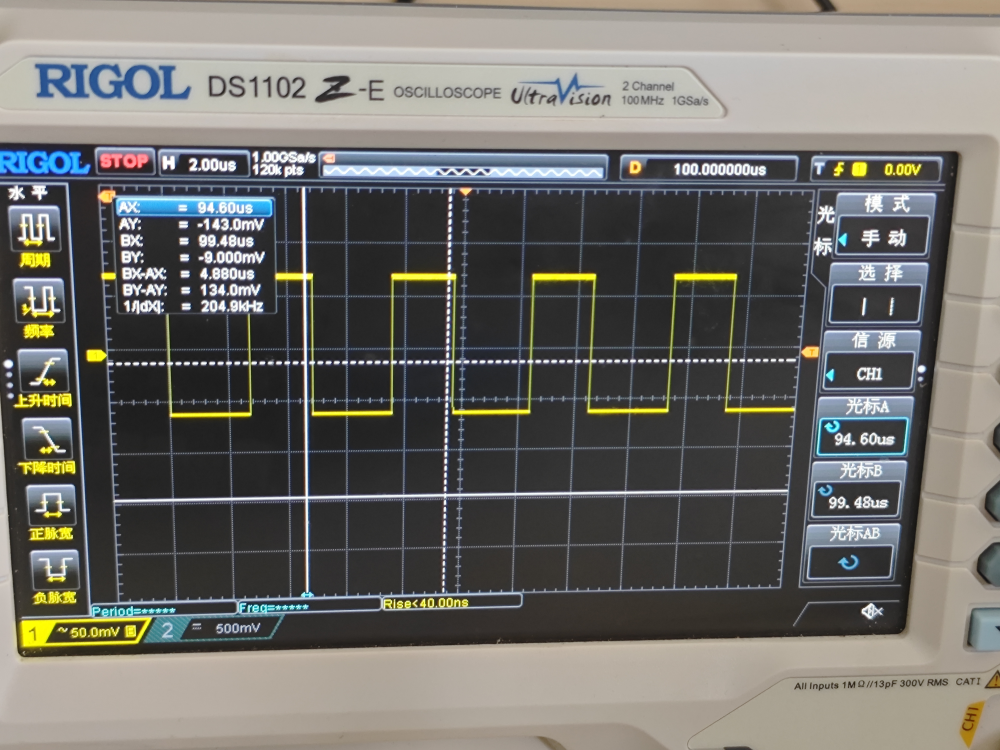 RIGOL DS1102 Z-E OSCILLOSCOPE UltraVision 2 Channel
100MHz 1GSa/s
RIGOL STOP H 2.00us 1.00GSa/s
120k pts
D 100.000000us T 0.00V
水平
周期
频率
上升时间
下降时间
正脉宽
负脉宽
AX: = 94.60us
AY: = -143.0mV
BX: = 99.48us
BY: = -9.000mV
BX-AX: = 4.880us
BY-AY: = 134.0mV
1/|dX|: = 204.9kHz
光标
模式
手动
选择
信源
CH1
光标A
94.60us
光标B
99.48us
光标AB
Period=***** Freq=***** Rise<40.00ns
1 ~ 50.0mV B 2 500mV
All Inputs 1MΩ//13pF 300V RMS CAT I
CH1